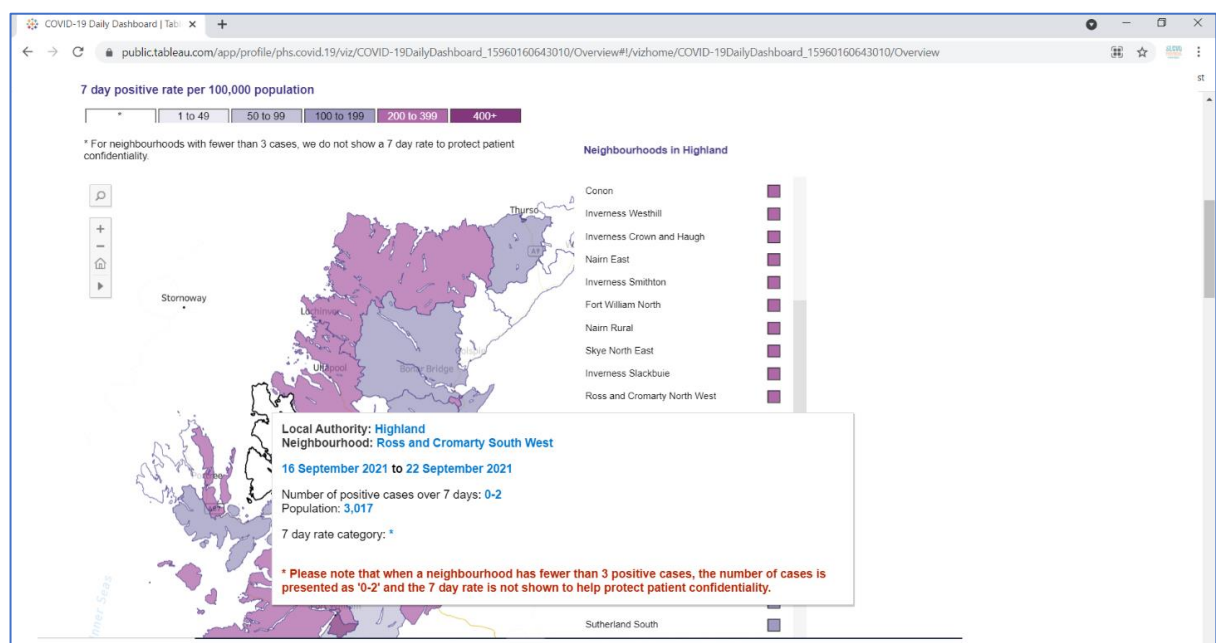 COVID-19 Daily Dashboard | Tab
public.tableau.com/app/profile/phs.covid.19/viz/COVID-19DailyDashboard_15960160643010/Overview#!/vizhome/COVID-19DailyDashboard_15960160643010/Overview
st
7 day positive rate per 100,000 population
* 1 to 49 50 to 99 100 to 199 200 to 399 400+
* For neighbourhoods with fewer than 3 cases, we do not show a 7 day rate to protect patient
confidentiality.
Neighbourhoods in Highland
Conon
Inverness Westhill
Inverness Crown and Haugh
Nairn East
Inverness Smithton
Fort William North
Nairn Rural
Skye North East
Inverness Slackbuie
Ross and Cromarty North West
Sutherland South
Thurso
A9
Stornoway
Lochinver
Ullapool
Bonar Bridge
Golspie
Portree
Inner Seas
Local Authority: Highland
Neighbourhood: Ross and Cromarty South West
16 September 2021 to 22 September 2021
Number of positive cases over 7 days: 0-2
Population: 3,017
7 day rate category: *
* Please note that when a neighbourhood has fewer than 3 positive cases, the number of cases is
presented as '0-2' and the 7 day rate is not shown to help protect patient confidentiality.